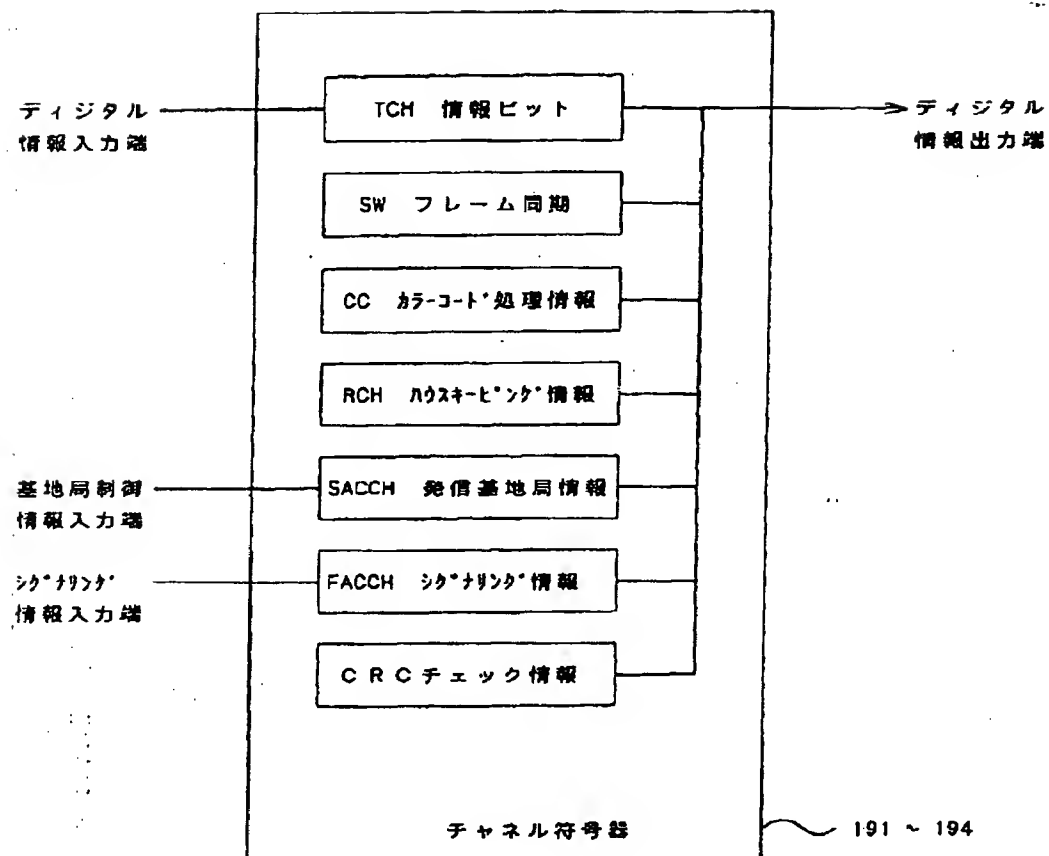 ディジタル
情報入力端
TCH 情報ビット
ディジタル
情報出力端
SW フレーム同期
CC カラーコード処理情報
RCH ハウスキーピング情報
基地局制御
情報入力端
SACCH 発信基地局情報
シグナリング
情報入力端
FACCH シグナリング情報
CRCチェック情報
チャネル符号器
191 ~ 194